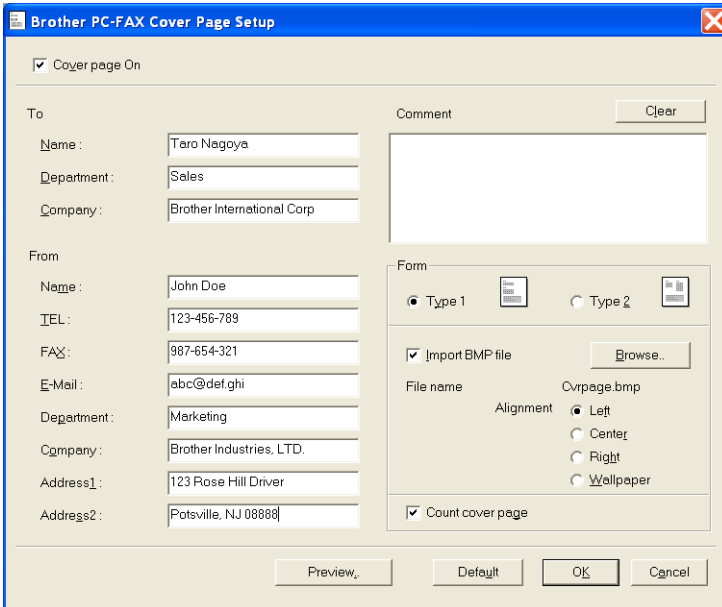 Brother PC-FAX Cover Page Setup
Cover page On
To
Name : Taro Nagoya
Department : Sales
Company : Brother International Corp
From
Name : John Doe
TEL : 123-456-789
FAX : 987-654-321
E-Mail : abc@def.ghi
Department : Marketing
Company : Brother Industries, LTD.
Address1 : 123 Rose Hill Driver
Address2 : Potsville, NJ 08888
Comment Clear
Form
Type 1 Type 2
Import BMP file Browse..
File name Cvrpage.bmp
Alignment Left
Center
Right
Wallpaper
Count cover page
Preview.. Default OK Cancel